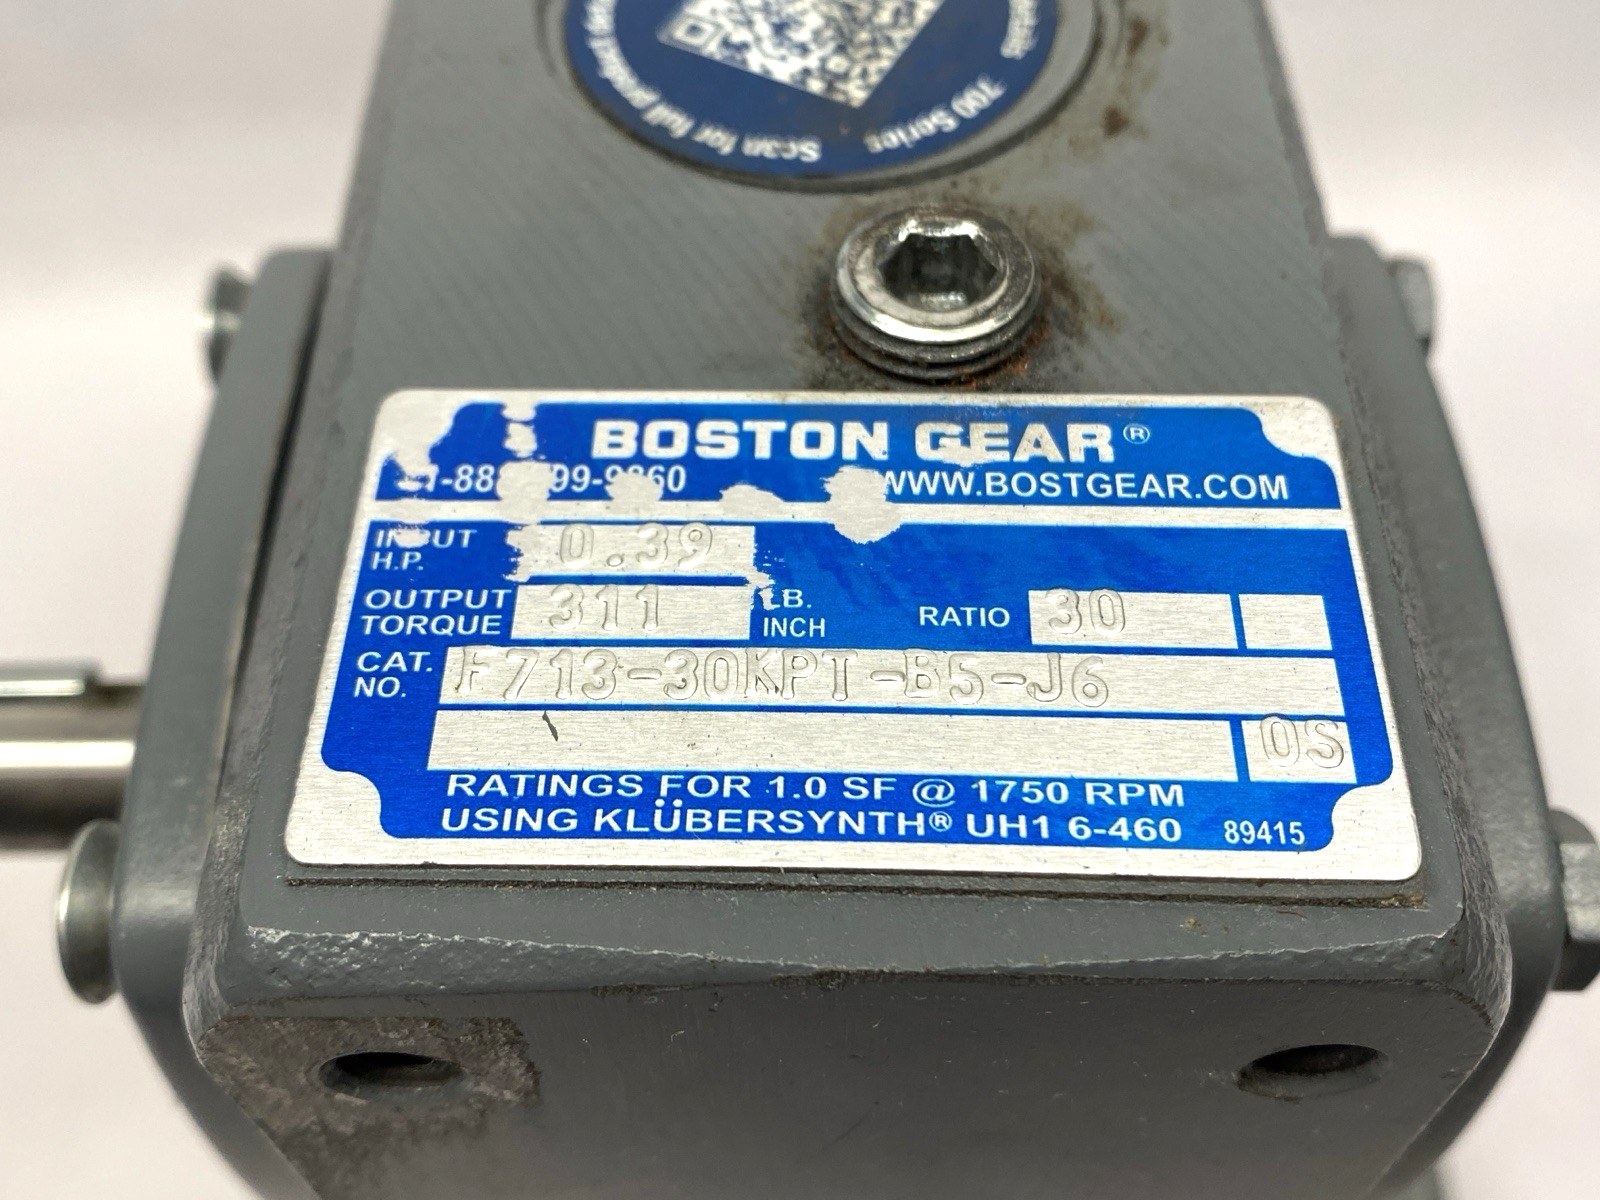 700 Series
Scan for full product
BOSTON GEAR®
WWW.BOSTGEAR.COM
INPUT
H.P. 0.39
OUTPUT
TORQUE 311 LB.
INCH
RATIO 30
CAT.
NO. F713-30KPT-B5-J6
OS
RATINGS FOR 1.0 SF @ 1750 RPM
USING KLÜBERSYNTH® UH1 6-460 89415